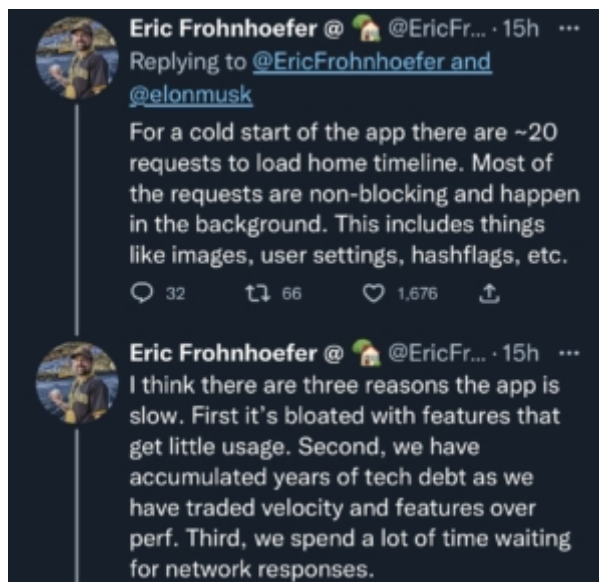 Eric Frohnhoefer @ 🏡 @EricFr... · 15h
Replying to @EricFrohnhoefer and
@elonmusk
For a cold start of the app there are ~20
requests to load home timeline. Most of
the requests are non-blocking and happen
in the background. This includes things
like images, user settings, hashflags, etc.
32 66 1,676
Eric Frohnhoefer @ 🏡 @EricFr... · 15h
I think there are three reasons the app is
slow. First it's bloated with features that
get little usage. Second, we have
accumulated years of tech debt as we
have traded velocity and features over
perf. Third, we spend a lot of time waiting
for network responses.